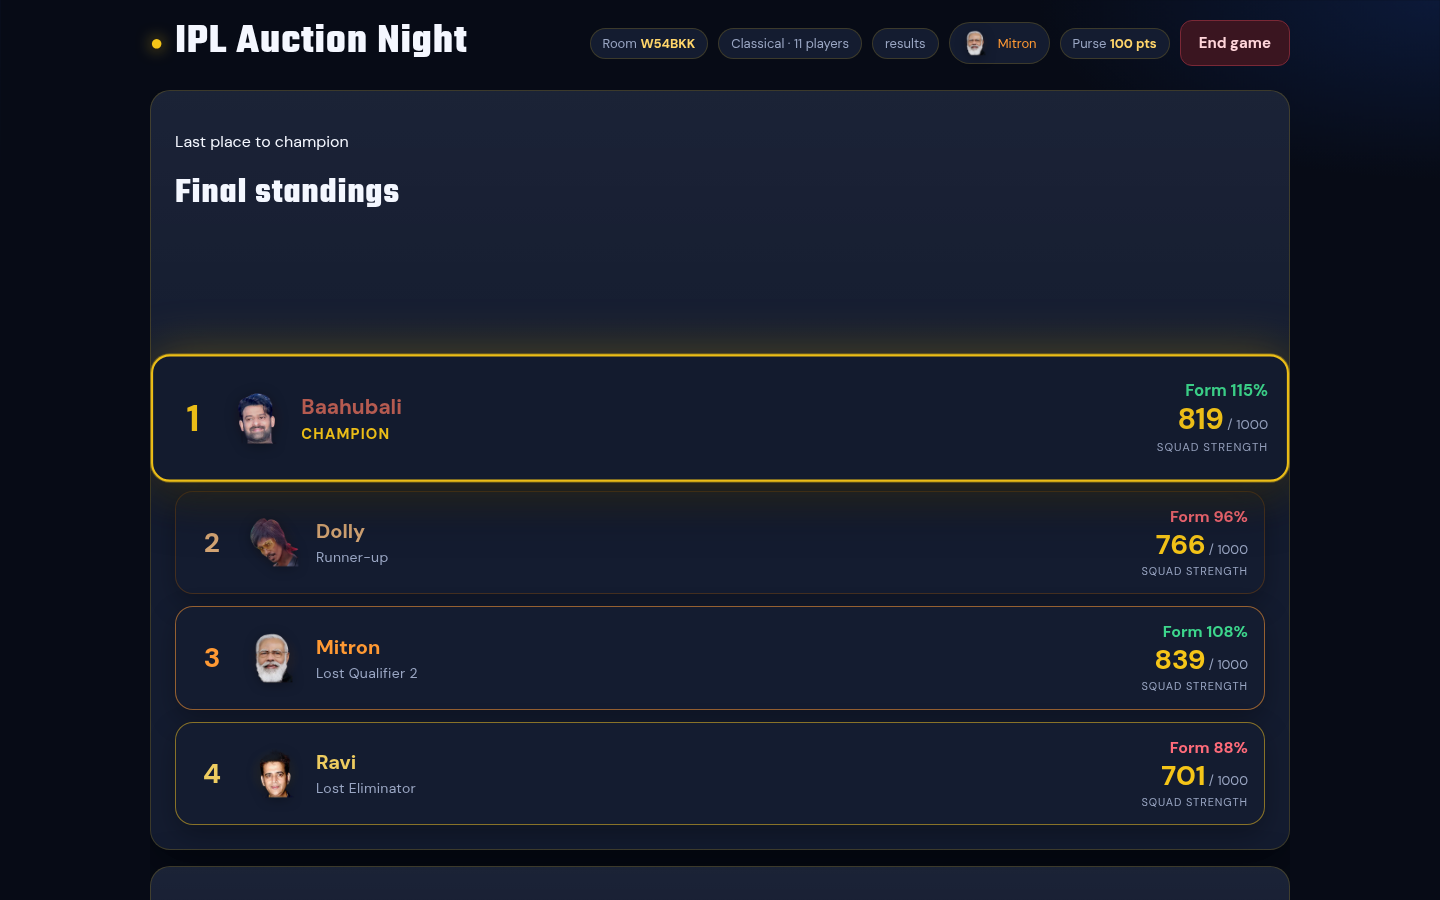 IPL Auction Night
Room W54BKK
Classical · 11 players
results
Mitron
Purse 100 pts
End game
Last place to champion
Final standings
1
Baahubali
CHAMPION
Form 115%
819 / 1000
SQUAD STRENGTH
2
Dolly
Runner-up
Form 96%
766 / 1000
SQUAD STRENGTH
3
Mitron
Lost Qualifier 2
Form 108%
839 / 1000
SQUAD STRENGTH
4
Ravi
Lost Eliminator
Form 88%
701 / 1000
SQUAD STRENGTH